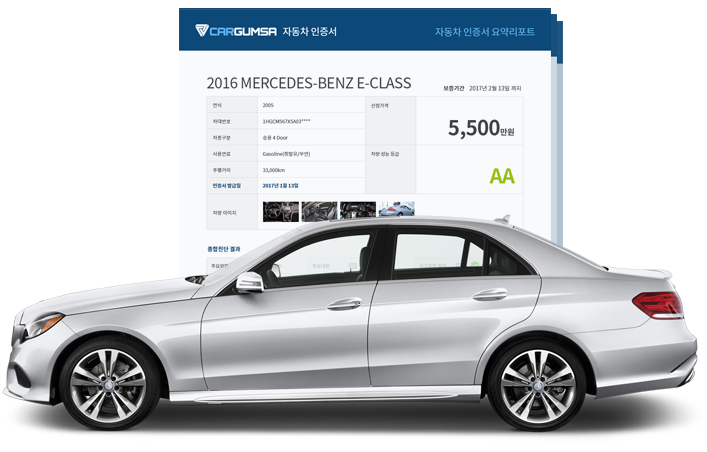 CARGUMSA 자동차 인증서
자동차 인증서 요약리포트
2016 MERCEDES-BENZ E-CLASS
보증기간 2017년 2월 13일 까지
연식 2005
산정가격
5,500만원
차대번호 1HGCM567X5A03****
차종구분 승용 4 Door
사용연료 Gasoline(휘발유/무연)
차량 성능 등급
AA
주행거리 33,000km
인증서 발급일 2017년 1월 13일
차량 이미지
종합진단 결과